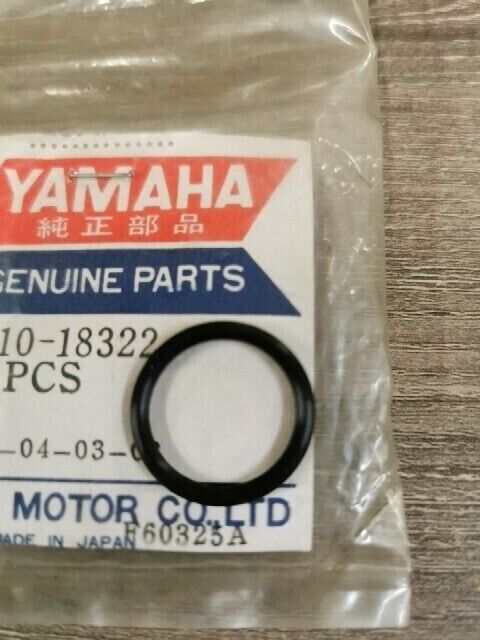 YAMAHA
純正部品
GENUINE PARTS
10-18322
PCS
-04-03-0
MOTOR CO.,LTD
MADE IN JAPAN
F60325A